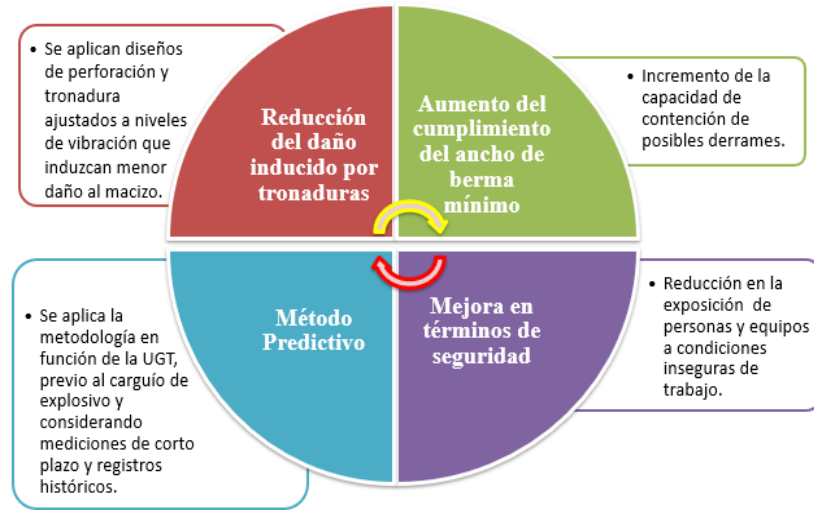 • Se aplican diseños
de perforación y
tronadura
ajustados a niveles
de vibración que
induzcan menor
daño al macizo.
Reducción
del daño
inducido por
tronaduras
Aumento del
cumplimiento
del ancho de
berma
mínimo
• Incremento de la
capacidad de
contención de
posibles derrames.
• Se aplica la
metodología en
función de la UGT,
previo al carguío de
explosivo y
considerando
mediciones de corto
plazo y registros
históricos.
Método
Predictivo
Mejora en
términos de
seguridad
• Reducción en la
exposición de
personas y equipos
a condiciones
inseguras de
trabajo.